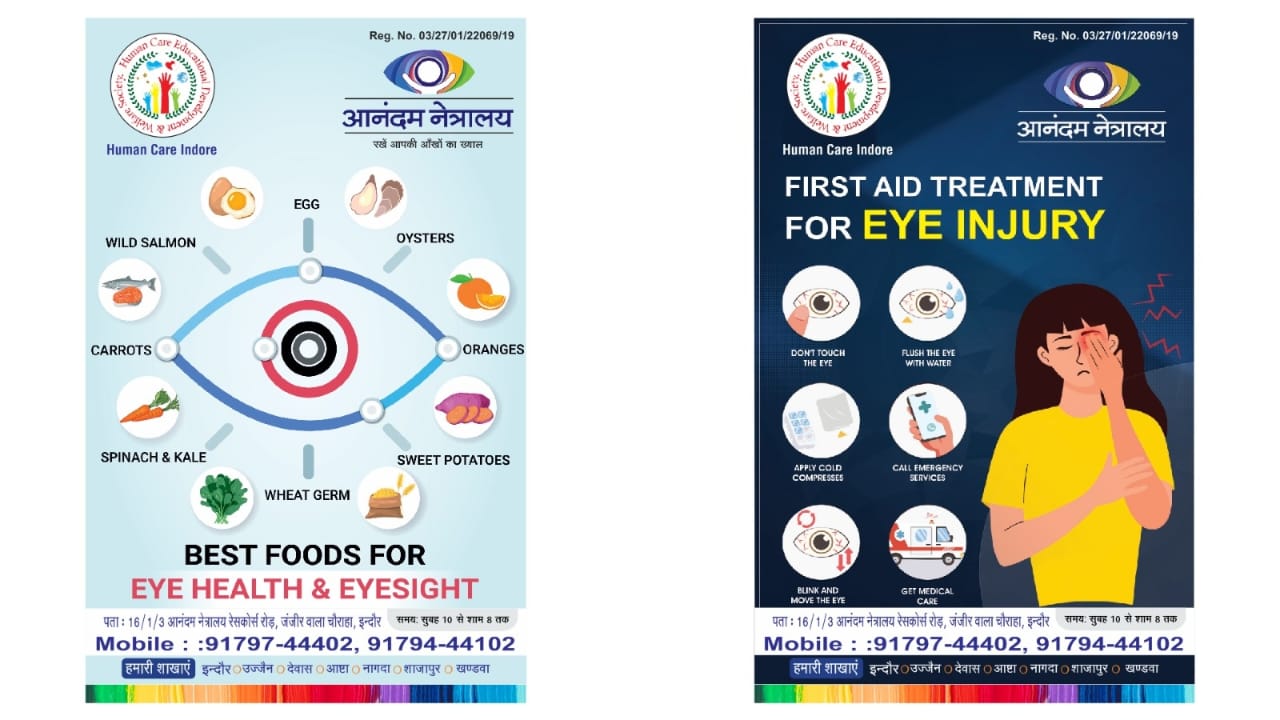 Reg. No. 03/27/01/22069/19
Human Care Educational Development & Welfare Society.
आनंदम नेत्रालय
रखें आपकी आँखों का ख्याल
Human Care Indore
EGG
OYSTERS
WILD SALMON
CARROTS
ORANGES
SPINACH & KALE
SWEET POTATOES
WHEAT GERM
BEST FOODS FOR
EYE HEALTH & EYESIGHT
पता : 16/1/3 आनंदम नेत्रालय रेसकोर्स रोड़, जंजीर वाला चौराहा, इन्दौर समय: सुबह 10 से शाम 8 तक
Mobile : :91797-44402, 91794-44102
हमारी शाखाएं इन्दौर उज्जैन देवास आष्टा नागदा शाजापुर खण्डवा
Reg. No. 03/27/01/22069/19
Human Care Educational Development & Welfare Society.
आनंदम नेत्रालय
Human Care Indore
FIRST AID TREATMENT
FOR EYE INJURY
DON'T TOUCH
THE EYE
FLUSH THE EYE
WITH WATER
APPLY COLD
COMPRESSES
CALL EMERGENCY
SERVICES
BLINK AND
MOVE THE EYE
GET MEDICAL
CARE
पता : 16/1/3 आनंदम नेत्रालय रेसकोर्स रोड़, जंजीर वाला चौराहा, इन्दौर समय: सुबह 10 से शाम 8 तक
Mobile : :91797-44402, 91794-44102
हमारी शाखाएं इन्दौर उज्जैन देवास आष्टा नागदा शाजापुर खण्डवा